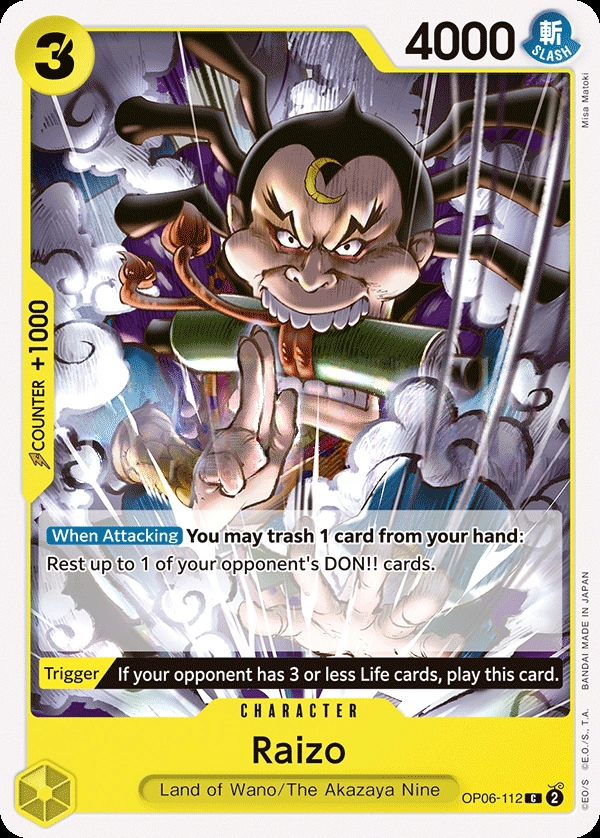 3
4000
斬
SLASH
Misa Matoki
COUNTER +1000
When Attacking You may trash 1 card from your hand:
Rest up to 1 of your opponent's DON!! cards.
Trigger If your opponent has 3 or less Life cards, play this card.
CHARACTER
Raizo
Land of Wano/The Akazaya Nine
OP06-112 C 2
©E.O/S ©E.O./S., T.A. BANDAI MADE IN JAPAN